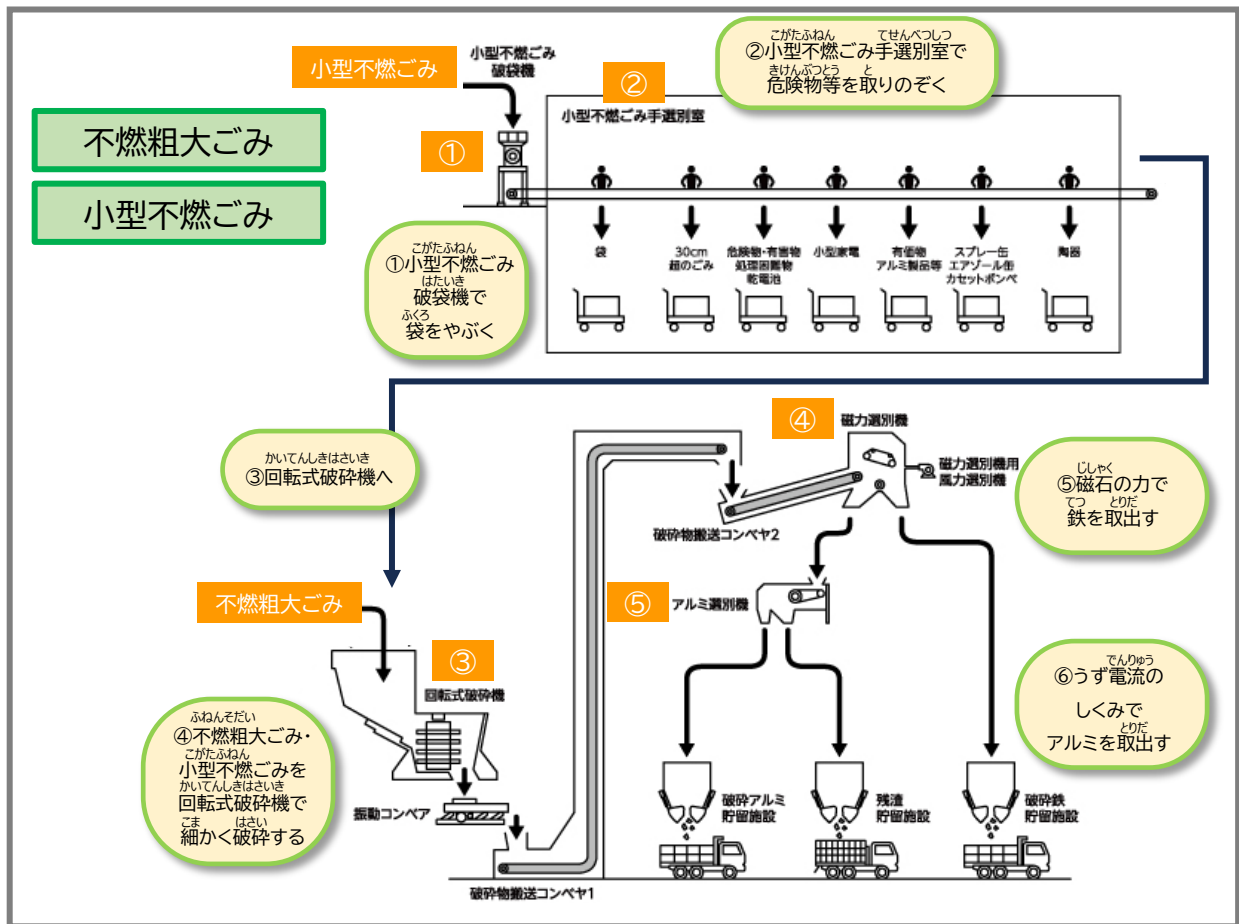 不燃粗大ごみ
小型不燃ごみ
小型不燃ごみ
小型不燃ごみ
破袋機
①
②
小型不燃ごみ手選別室
こがたふねん てせんべつしつ
②小型不燃ごみ手選別室で
きけんぶつとう と
危険物等を取りのぞく
こがたふねん
①小型不燃ごみ
はたいき
破袋機で
ふくろ
袋をやぶく
袋
30cm
超のごみ
危険物・有害物
処理困難物
乾電池
小型家電
有価物
アルミ製品等
スプレー缶
エアゾール缶
カセットボンベ
陶器
かいてんしきはさいき
③回転式破砕機へ
④
磁力選別機
磁力選別機用
風力選別機
じしゃく
⑤磁石の力で
てつ とりだ
鉄を取出す
破砕物搬送コンベヤ2
⑤
アルミ選別機
不燃粗大ごみ
③
回転式破砕機
でんりゅう
⑥うず電流の
しくみで
とりだ
アルミを取出す
ふねんそだい
④不燃粗大ごみ・
こがたふねん
小型不燃ごみを
かいてんしきはさいき
回転式破砕機で
こま はさい
細かく破砕する
振動コンベア
破砕物搬送コンベヤ1
破砕アルミ
貯留施設
残渣
貯留施設
破砕鉄
貯留施設